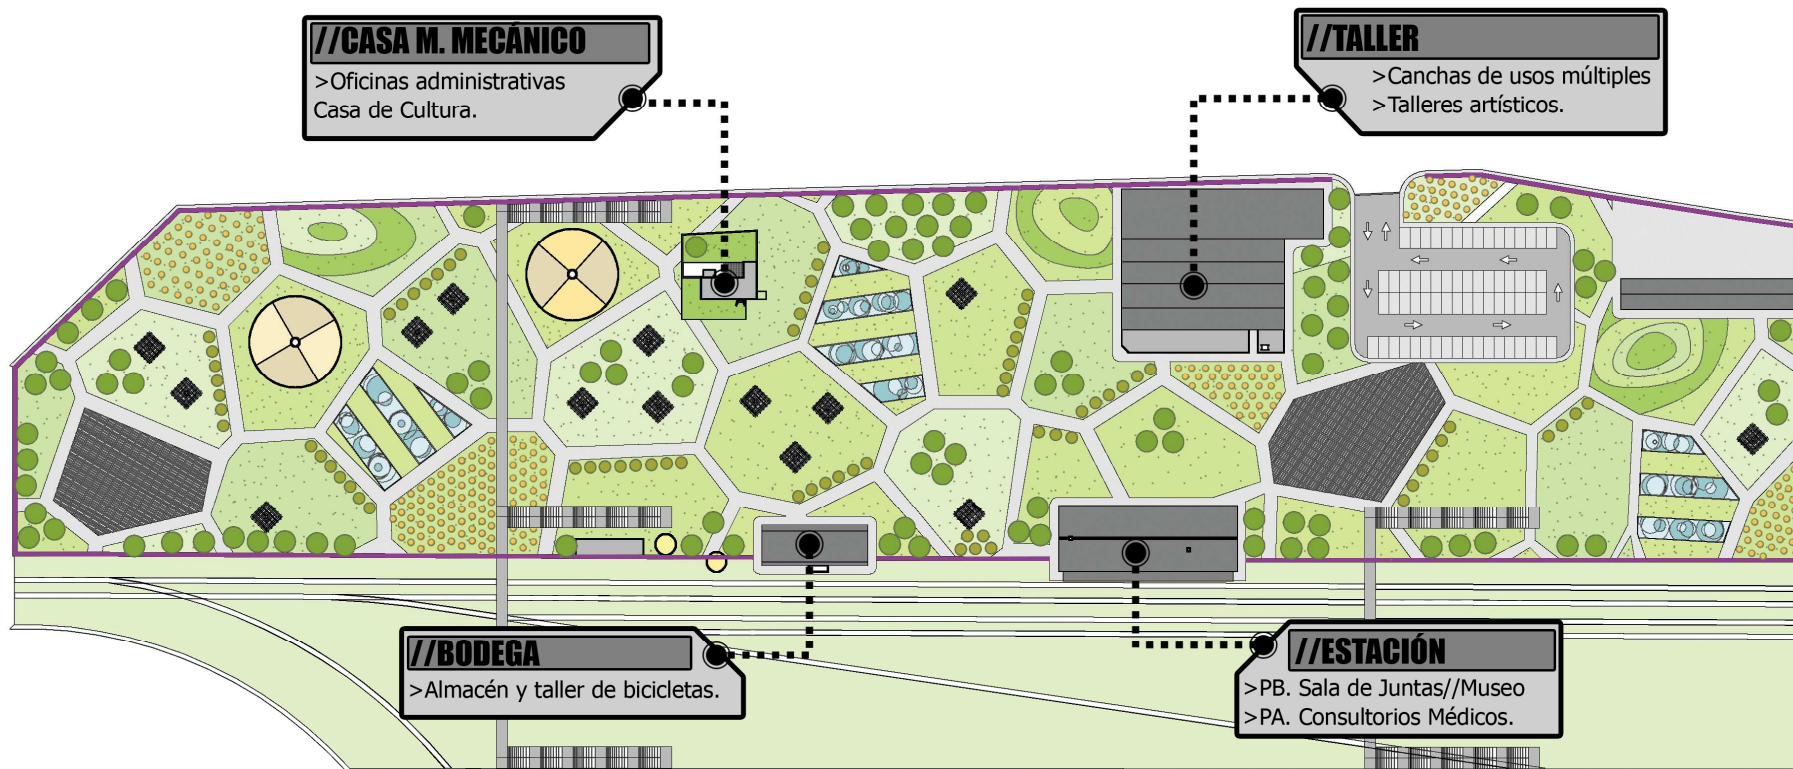 //CASA M. MECÁNICO
>Oficinas administrativas
Casa de Cultura.
//TALLER
>Canchas de usos múltiples
>Talleres artísticos.
//BODEGA
>Almacén y taller de bicicletas.
//ESTACIÓN
>PB. Sala de Juntas//Museo
>PA. Consultorios Médicos.